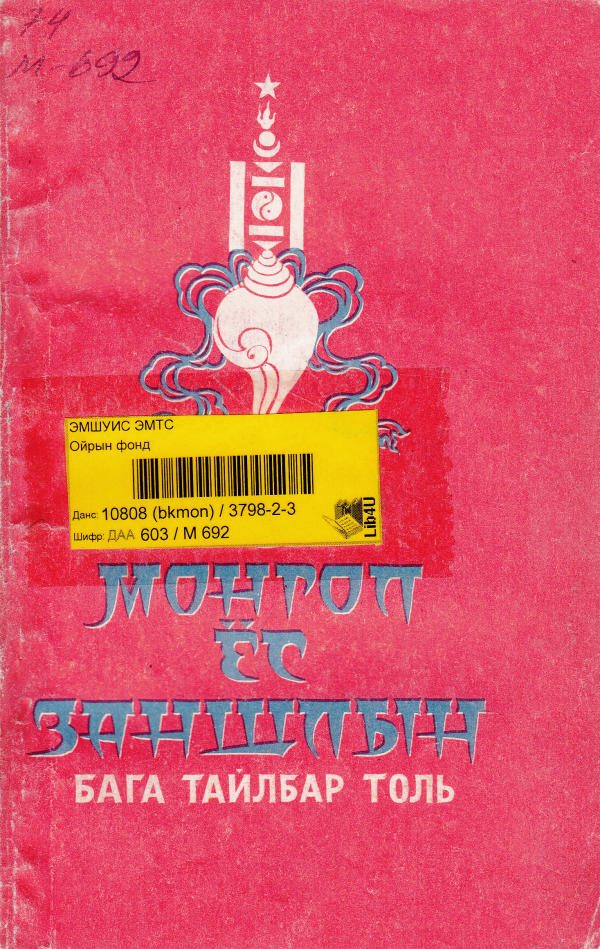 74
М-692
ЭМШУИС ЭМТС
Ойрын фонд
Данс: 10808 (bkmon) / 3798-2-3
Шифр: ДАА 603 / М 692
Lib4U
МОНГОЛ
ЁС
ЗАНШЛЫН
БАГА ТАЙЛБАР ТОЛЬ